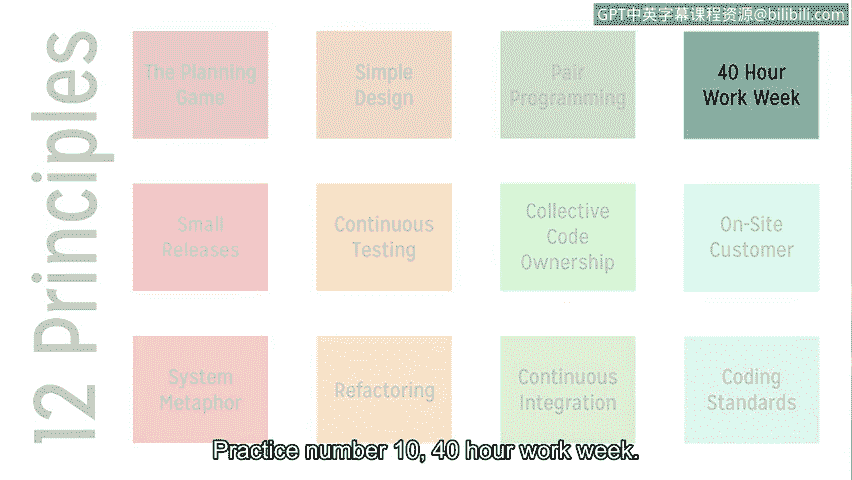 GPT中英字幕课程资源@bilibili.com
12 Principles
The Planning
Game
Simple
Design
Pair
Programming
40 Hour
Work Week
Small
Releases
Continuous
Testing
Collective
Code
Ownership
On-Site
Customer
System
Metaphor
Refactoring
Continuous
Integration
Coding
Standards
Practice number 10, 40 hour work week.